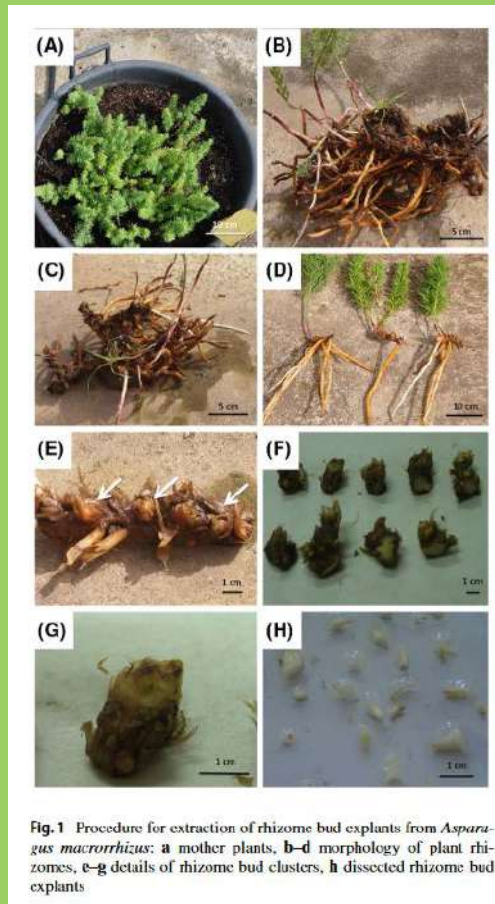 (A)
(B)
10 cm
5 cm
(C)
(D)
5 cm
10 cm
(E)
(F)
1 cm
1 cm
(G)
(H)
1 cm
1 cm
Fig. 1 Procedure for extraction of rhizome bud explants from Aspara-
gus macrorrhizus: a mother plants, b–d morphology of plant rhi-
zomes, e–g details of rhizome bud clusters, h dissected rhizome bud
explants